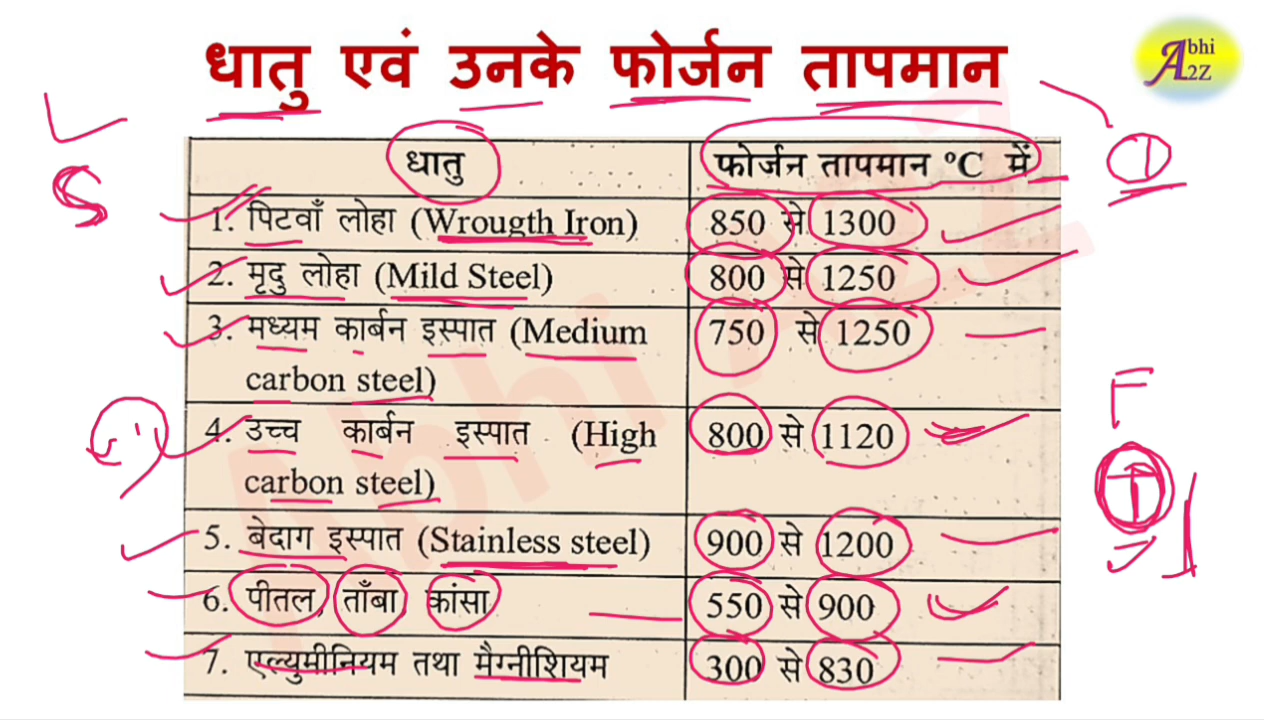 धातु एवं उनके फोर्जन तापमान
Abhi A2Z
धातु फोर्जन तापमान ºC में
1. पिटवाँ लोहा (Wrougth Iron) 850 से 1300
2. मृदु लोहा (Mild Steel) 800 से 1250
3. मध्यम कार्बन इस्पात (Medium 750 से 1250
carbon steel)
4. उच्च कार्बन इस्पात (High 800 से 1120
carbon steel)
5. बेदाग इस्पात (Stainless steel) 900 से 1200
6. पीतल, ताँबा, कांसा 550 से 900
7. एल्युमीनियम तथा मैग्नीशियम 300 से 830
F
T